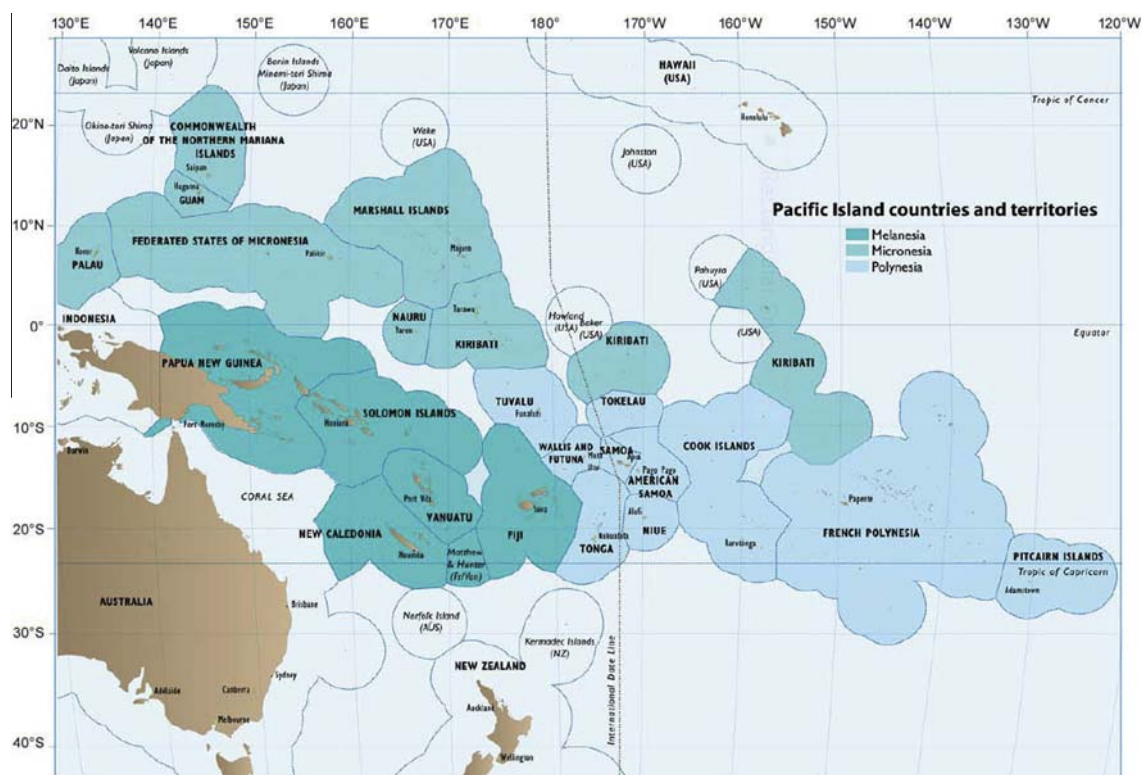 130°E 140°E 150°E 160°E 170°E 180° 170°W 160°W 150°W 140°W 130°W 120°W
Volcano Islands
(Japan)
Daito Islands
(Japan)
Bonin Islands
Minami-tori Shima
(Japan)
HAWAII
(USA)
Tropic of Cancer
Honolulu
20°N
Okino-tori Shima
(Japan)
COMMONWEALTH
OF THE NORTHERN MARIANA
ISLANDS
Saipan
Wake
(USA)
Johnston
(USA)
GUAM
MARSHALL ISLANDS
Majuro
Pacific Island countries and territories
Melanesia
Micronesia
Polynesia
10°N
FEDERATED STATES OF MICRONESIA
Palikir
Koror
PALAU
(USA)
INDONESIA
NAURU
Yaren
Tarawa
KIRIBATI
Howland
(USA)
Baker
(USA)
KIRIBATI
(USA)
KIRIBATI
0°
Equator
PAPUA NEW GUINEA
Port Moresby
SOLOMON ISLANDS
Honiara
TUVALU
Funafuti
TOKELAU
COOK ISLANDS
10°S
Darwin
WALLIS AND
FUTUNA
SAMOA
Apia
Pago Pago
AMERICAN
SAMOA
CORAL SEA
Port Vila
VANUATU
Suva
FIJI
Alofi
NIUE
Papeete
FRENCH POLYNESIA
20°S
NEW CALEDONIA
Noumea
Matthew
& Hunter
TONGA
Rarotonga
PITCAIRN ISLANDS
Tropic of Capricorn
Adamstown
AUSTRALIA
Brisbane
Norfolk Island
(AUS)
Kermadec Islands
(NZ)
International Date Line
30°S
NEW ZEALAND
Sydney
Adelaide
Canberra
Auckland
Melbourne
40°S
Wellington